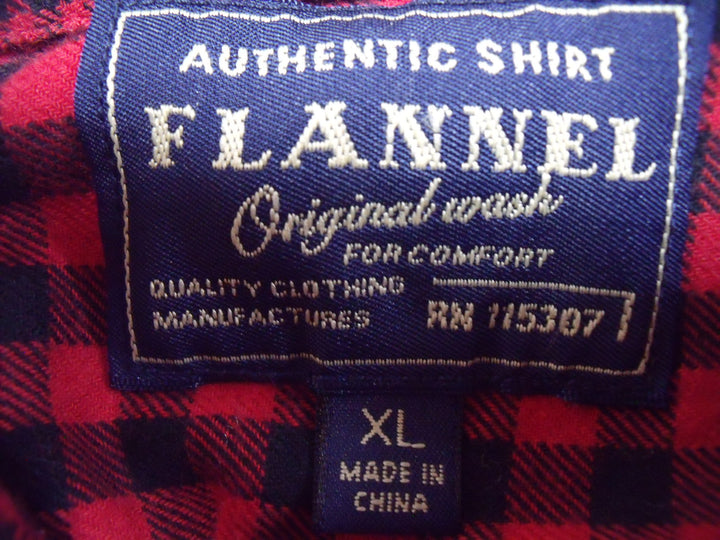 AUTHENTIC SHIRT
FLANNEL
Original wash
FOR COMFORT
QUALITY CLOTHING
MANUFACTURES
RN 115307
XL
MADE IN
CHINA